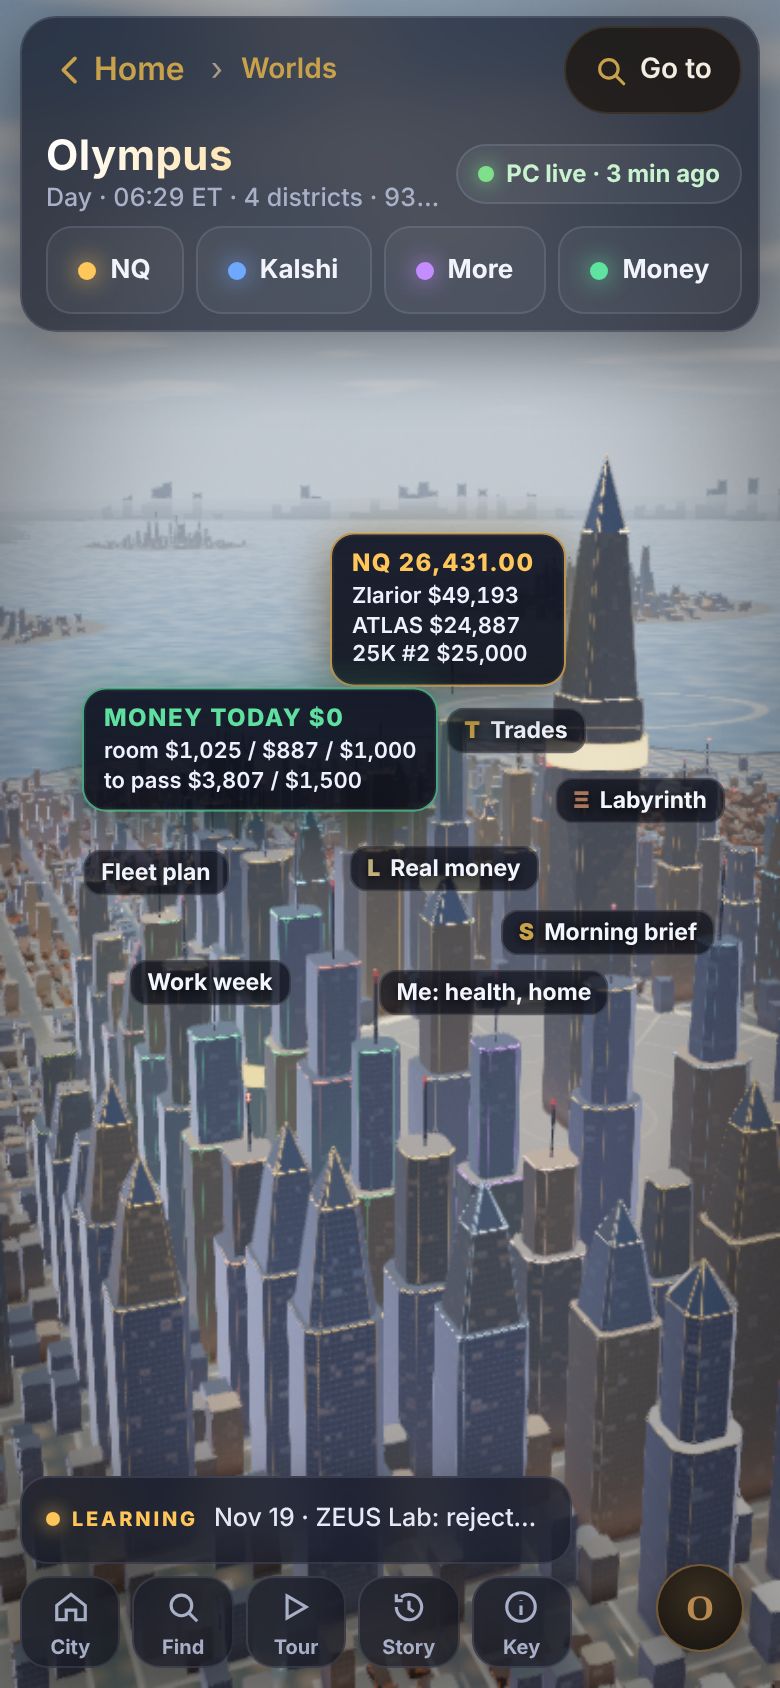 Home › Worlds
Go to
Olympus
Day · 06:29 ET · 4 districts · 93...
PC live · 3 min ago
NQ
Kalshi
More
Money
NQ 26,431.00
Zlarior $49,193
ATLAS $24,887
25K #2 $25,000
MONEY TODAY $0
room $1,025 / $887 / $1,000
to pass $3,807 / $1,500
T Trades
Ξ Labyrinth
Fleet plan
L Real money
S Morning brief
Work week
Me: health, home
LEARNING Nov 19 · ZEUS Lab: reject...
City
Find
Tour
Story
Key
O